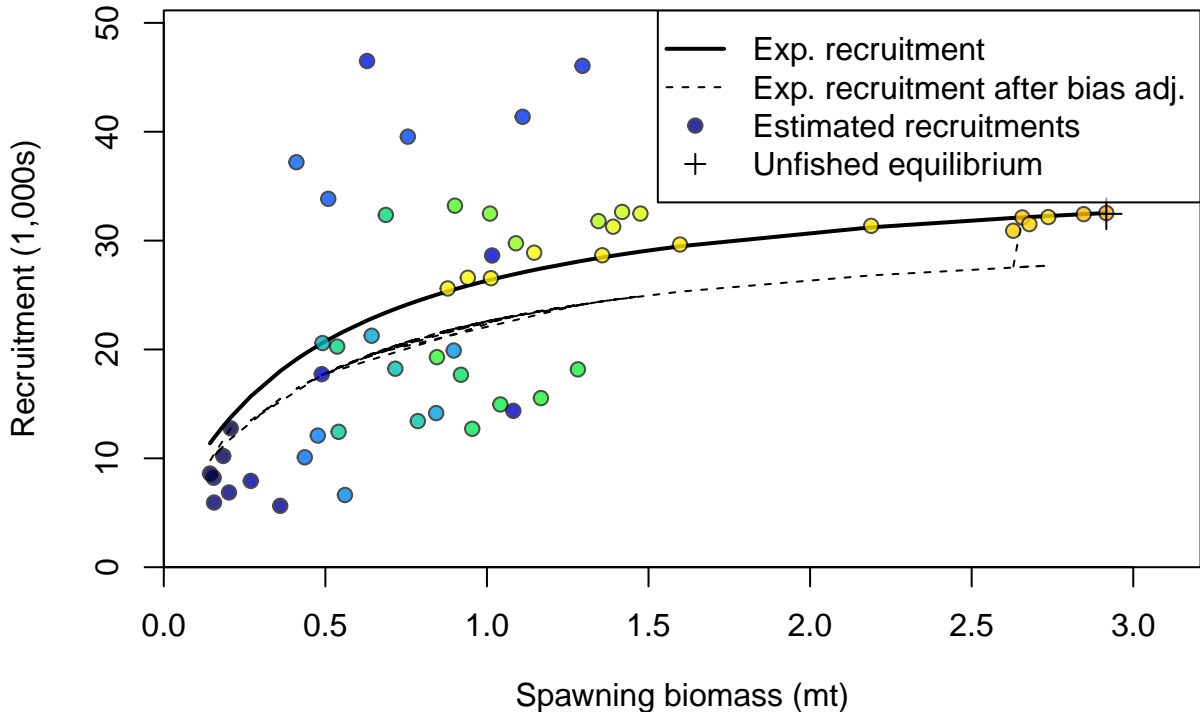 50
40
30
20
10
0
Recruitment (1,000s)
Exp. recruitment
Exp. recruitment after bias adj.
Estimated recruitments
Unfished equilibrium
0.0 0.5 1.0 1.5 2.0 2.5 3.0
Spawning biomass (mt)